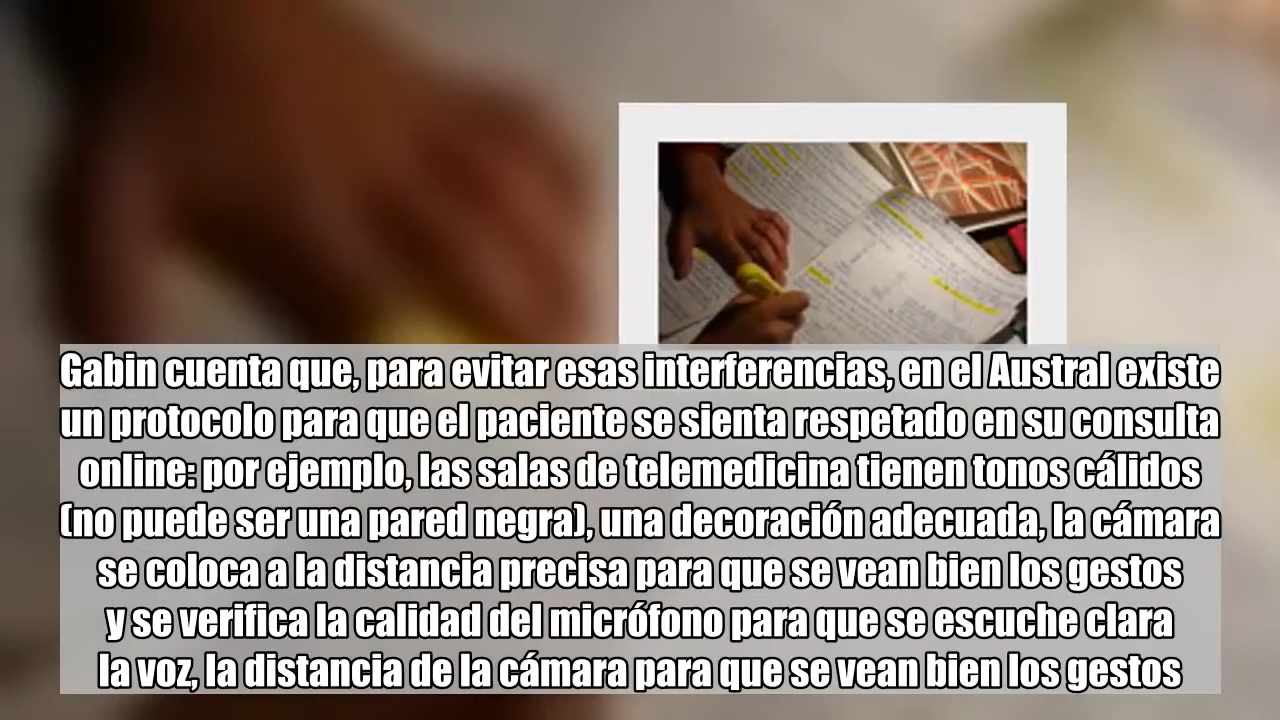 Gabin cuenta que, para evitar esas interferencias, en el Austral existe
un protocolo para que el paciente se sienta respetado en su consulta
online: por ejemplo, las salas de telemedicina tienen tonos cálidos
(no puede ser una pared negra), una decoración adecuada, la cámara
se coloca a la distancia precisa para que se vean bien los gestos
y se verifica la calidad del micrófono para que se escuche clara
la voz, la distancia de la cámara para que se vean bien los gestos